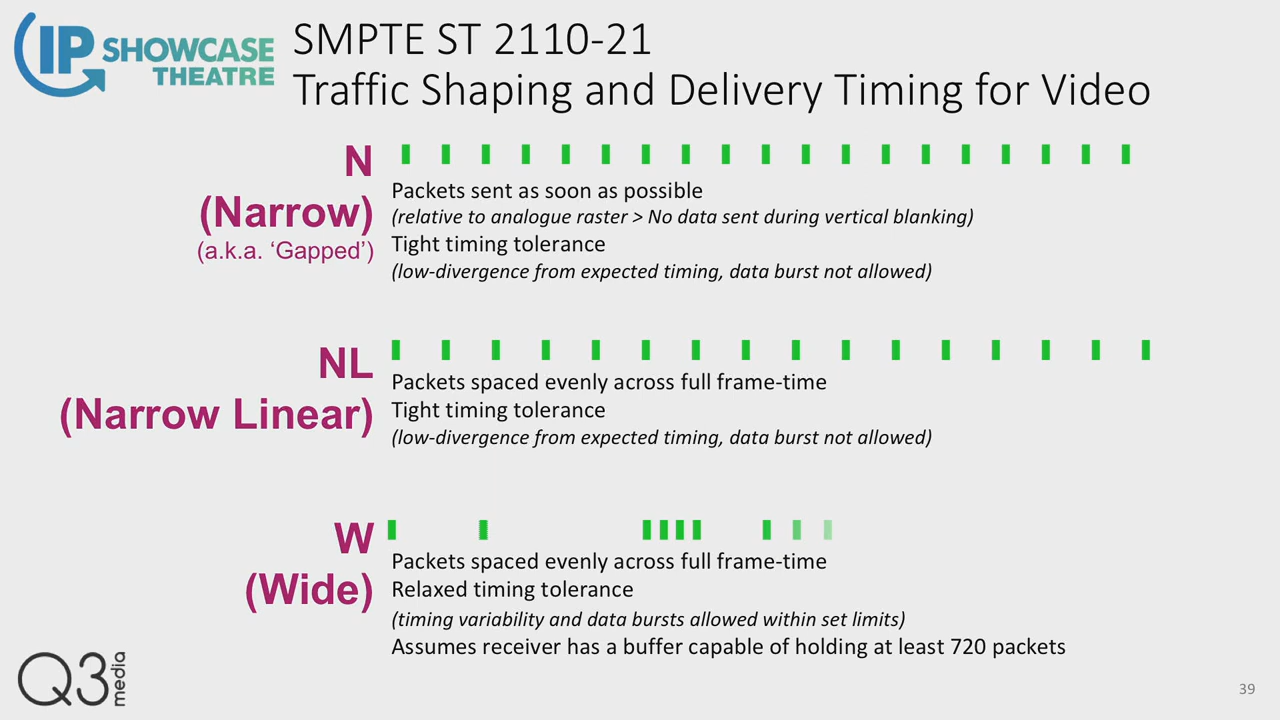 IP SHOWCASE
THEATRE
SMPTE ST 2110-21
Traffic Shaping and Delivery Timing for Video
N
(Narrow)
(a.k.a. ‘Gapped’)
Packets sent as soon as possible
(relative to analogue raster > No data sent during vertical blanking)
Tight timing tolerance
(low-divergence from expected timing, data burst not allowed)
NL
(Narrow Linear)
Packets spaced evenly across full frame-time
Tight timing tolerance
(low-divergence from expected timing, data burst not allowed)
W
(Wide)
Packets spaced evenly across full frame-time
Relaxed timing tolerance
(timing variability and data bursts allowed within set limits)
Assumes receiver has a buffer capable of holding at least 720 packets
Q3 media
39